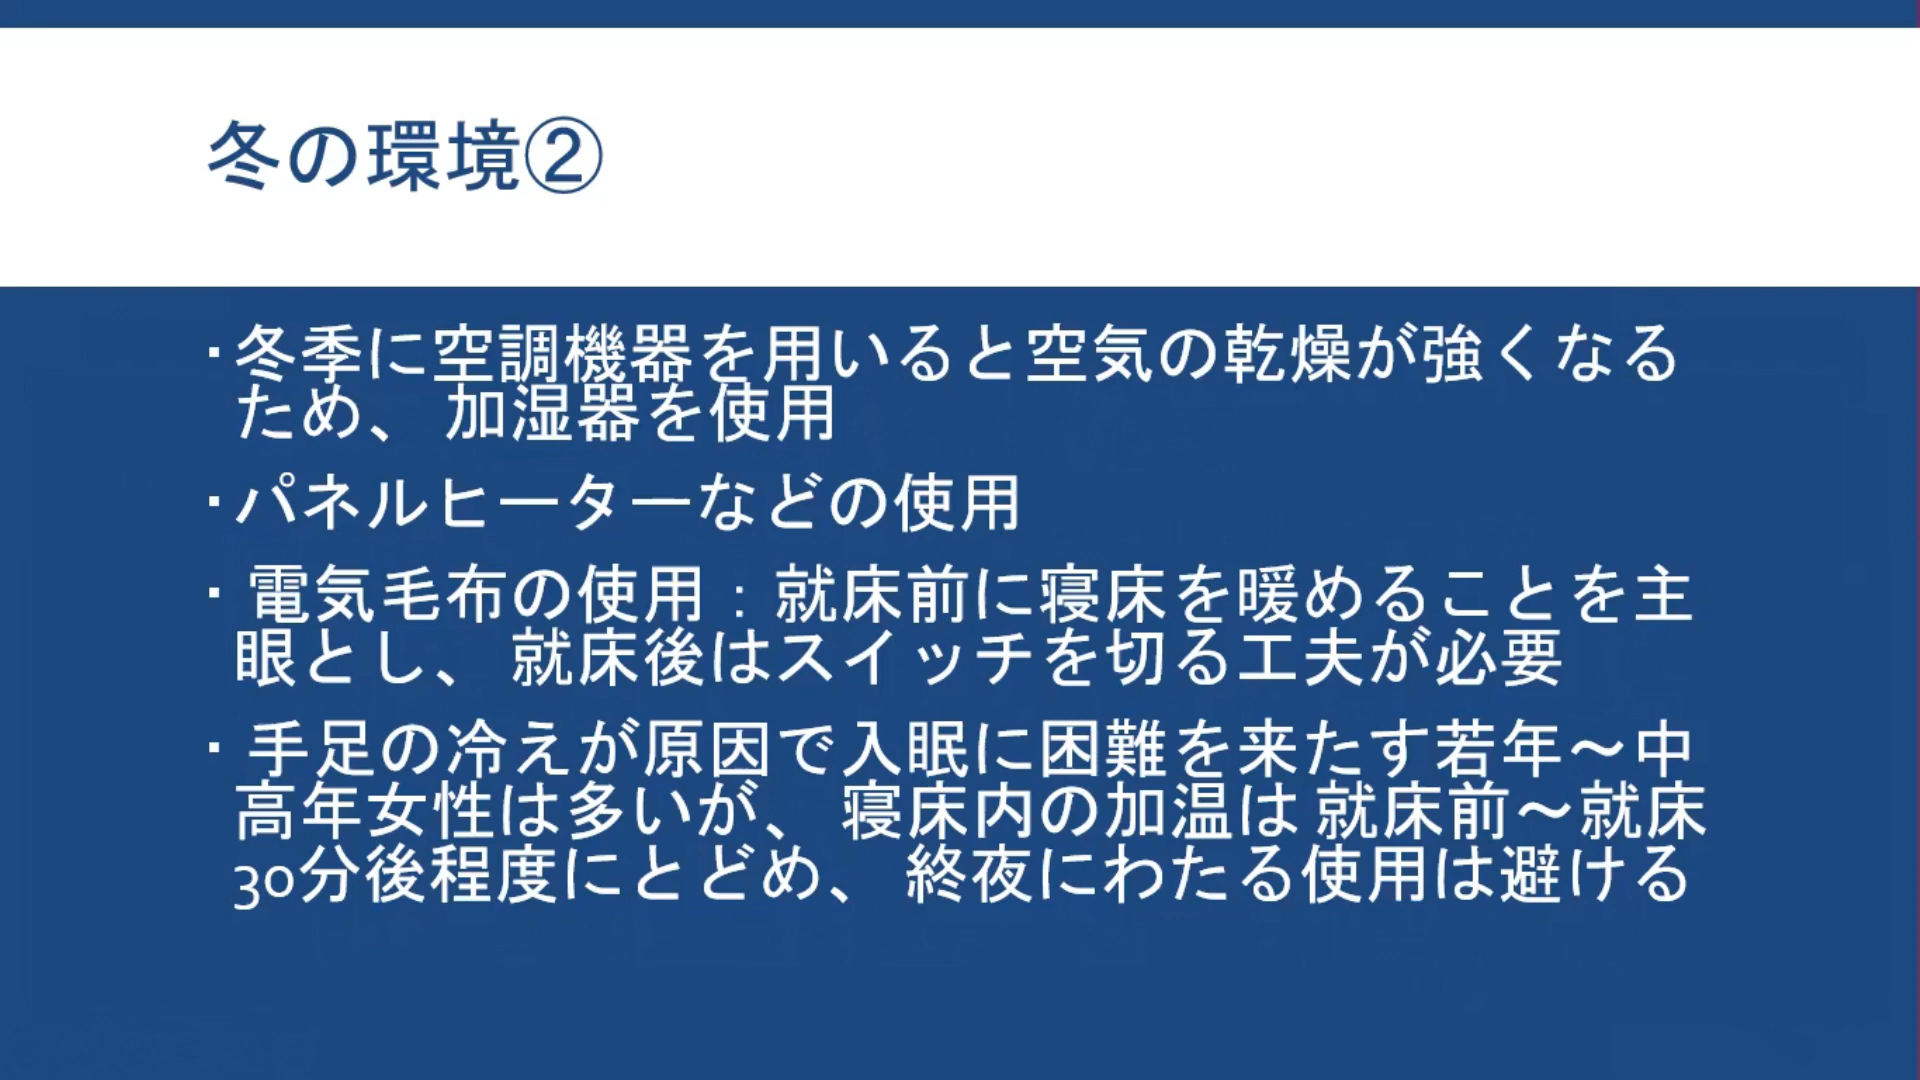 冬の環境②
▪冬季に空調機器を用いると空気の乾燥が強くなる
ため、 加湿器を使用
▪パネルヒーターなどの使用
▪ 電気毛布の使用：就床前に寝床を暖めることを主
眼とし、 就床後はスイッチを切る工夫が必要
▪ 手足の冷えが原因で入眠に困難を来たす若年～中
高年女性は多いが、 寝床内の加温は 就床前～就床
30分後程度にとどめ、 終夜にわたる使用は避ける